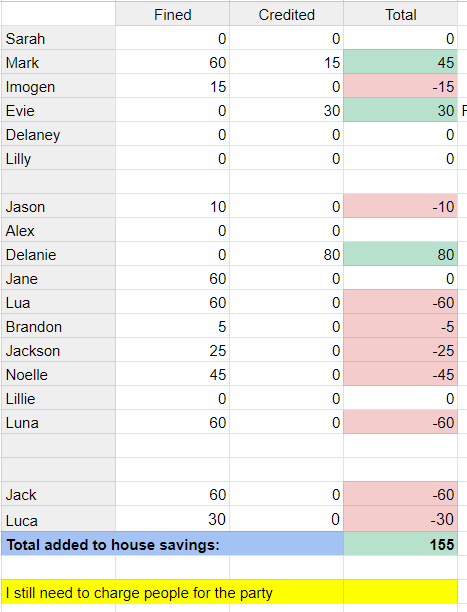 Fined Credited Total
Sarah 0 0 0
Mark 60 15 45
Imogen 15 0 -15
Evie 0 30 30
Delaney 0 0 0
Lilly 0 0 0
Jason 10 0 -10
Alex 0 0
Delanie 0 80 80
Jane 60 0 0
Lua 60 0 -60
Brandon 5 0 -5
Jackson 25 0 -25
Noelle 45 0 -45
Lillie 0 0 0
Luna 60 0 -60
Jack 60 0 -60
Luca 30 0 -30
Total added to house savings: 155
I still need to charge people for the party